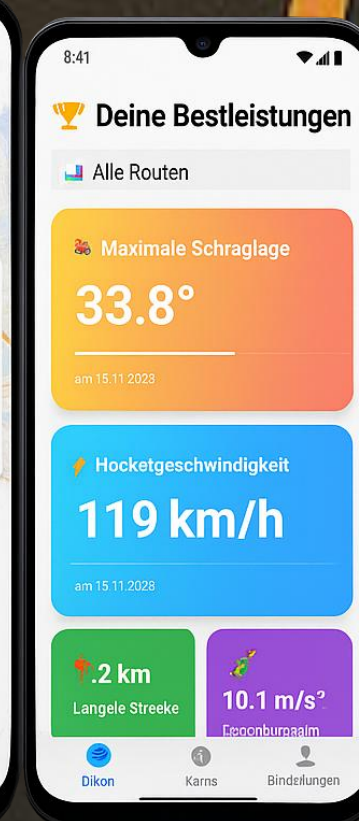 8:41
Deine Bestleistungen
Alle Routen
Maximale Schraglage
33.8°
am 15.11.2023
Hocketgeschwindigkeit
119 km/h
am 15.11.2028
.2 km
Langele Streeke
10.1 m/s²
Dikon
Karns